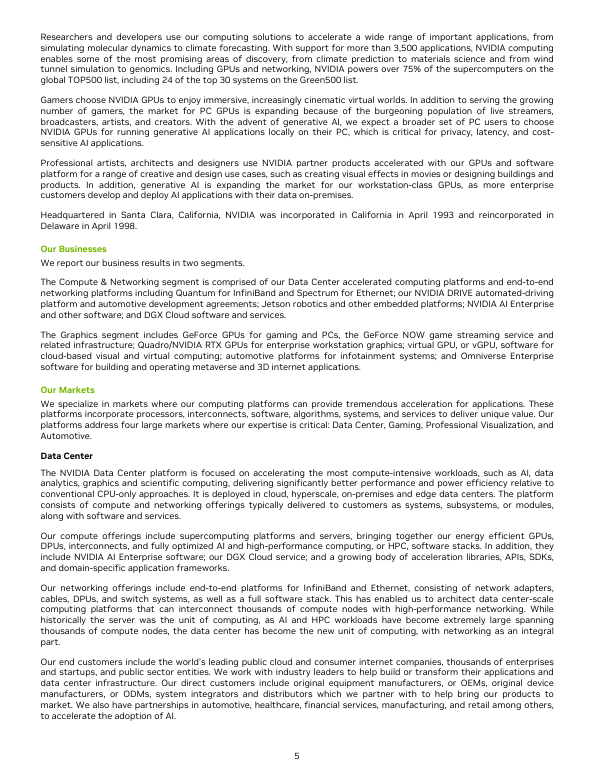 Researchers and developers use our computing solutions to accelerate a wide range of important applications, from
simulating molecular dynamics to climate forecasting. With support for more than 3,500 applications, NVIDIA computing
enables some of the most promising areas of discovery, from climate prediction to materials science and from wind
tunnel simulation to genomics. Including GPUs and networking, NVIDIA powers over 75% of the supercomputers on the
global TOP500 list, including 24 of the top 30 systems on the Green500 list.
Gamers choose NVIDIA GPUs to enjoy immersive, increasingly cinematic virtual worlds. In addition to serving the growing
number of gamers, the market for PC GPUs is expanding because of the burgeoning population of live streamers,
broadcasters, artists, and creators. With the advent of generative AI, we expect a broader set of PC users to choose
NVIDIA GPUs for running generative AI applications locally on their PC, which is critical for privacy, latency, and cost-
sensitive AI applications.
Professional artists, architects and designers use NVIDIA partner products accelerated with our GPUs and software
platform for a range of creative and design use cases, such as creating visual effects in movies or designing buildings and
products. In addition, generative AI is expanding the market for our workstation-class GPUs, as more enterprise
customers develop and deploy AI applications with their data on-premises.
Headquartered in Santa Clara, California, NVIDIA was incorporated in California in April 1993 and reincorporated in
Delaware in April 1998.
Our Businesses
We report our business results in two segments.
The Compute & Networking segment is comprised of our Data Center accelerated computing platforms and end-to-end
networking platforms including Quantum for InfiniBand and Spectrum for Ethernet; our NVIDIA DRIVE automated-driving
platform and automotive development agreements; Jetson robotics and other embedded platforms; NVIDIA AI Enterprise
and other software; and DGX Cloud software and services.
The Graphics segment includes GeForce GPUs for gaming and PCs, the GeForce NOW game streaming service and
related infrastructure; Quadro/NVIDIA RTX GPUs for enterprise workstation graphics; virtual GPU, or vGPU, software for
cloud-based visual and virtual computing; automotive platforms for infotainment systems; and Omniverse Enterprise
software for building and operating metaverse and 3D internet applications.
Our Markets
We specialize in markets where our computing platforms can provide tremendous acceleration for applications. These
platforms incorporate processors, interconnects, software, algorithms, systems, and services to deliver unique value. Our
platforms address four large markets where our expertise is critical: Data Center, Gaming, Professional Visualization, and
Automotive.
Data Center
The NVIDIA Data Center platform is focused on accelerating the most compute-intensive workloads, such as AI, data
analytics, graphics and scientific computing, delivering significantly better performance and power efficiency relative to
conventional CPU-only approaches. It is deployed in cloud, hyperscale, on-premises and edge data centers. The platform
consists of compute and networking offerings typically delivered to customers as systems, subsystems, or modules,
along with software and services.
Our compute offerings include supercomputing platforms and servers, bringing together our energy efficient GPUs,
DPUs, interconnects, and fully optimized AI and high-performance computing, or HPC, software stacks. In addition, they
include NVIDIA AI Enterprise software; our DGX Cloud service; and a growing body of acceleration libraries, APIs, SDKs,
and domain-specific application frameworks.
Our networking offerings include end-to-end platforms for InfiniBand and Ethernet, consisting of network adapters,
cables, DPUs, and switch systems, as well as a full software stack. This has enabled us to architect data center-scale
computing platforms that can interconnect thousands of compute nodes with high-performance networking. While
historically the server was the unit of computing, as AI and HPC workloads have become extremely large spanning
thousands of compute nodes, the data center has become the new unit of computing, with networking as an integral
part.
Our end customers include the world's leading public cloud and consumer internet companies, thousands of enterprises
and startups, and public sector entities. We work with industry leaders to help build or transform their applications and
data center infrastructure. Our direct customers include original equipment manufacturers, or OEMs, original device
manufacturers, or ODMs, system integrators and distributors which we partner with to help bring our products to
market. We also have partnerships in automotive, healthcare, financial services, manufacturing, and retail among others,
to accelerate the adoption of AI.
5